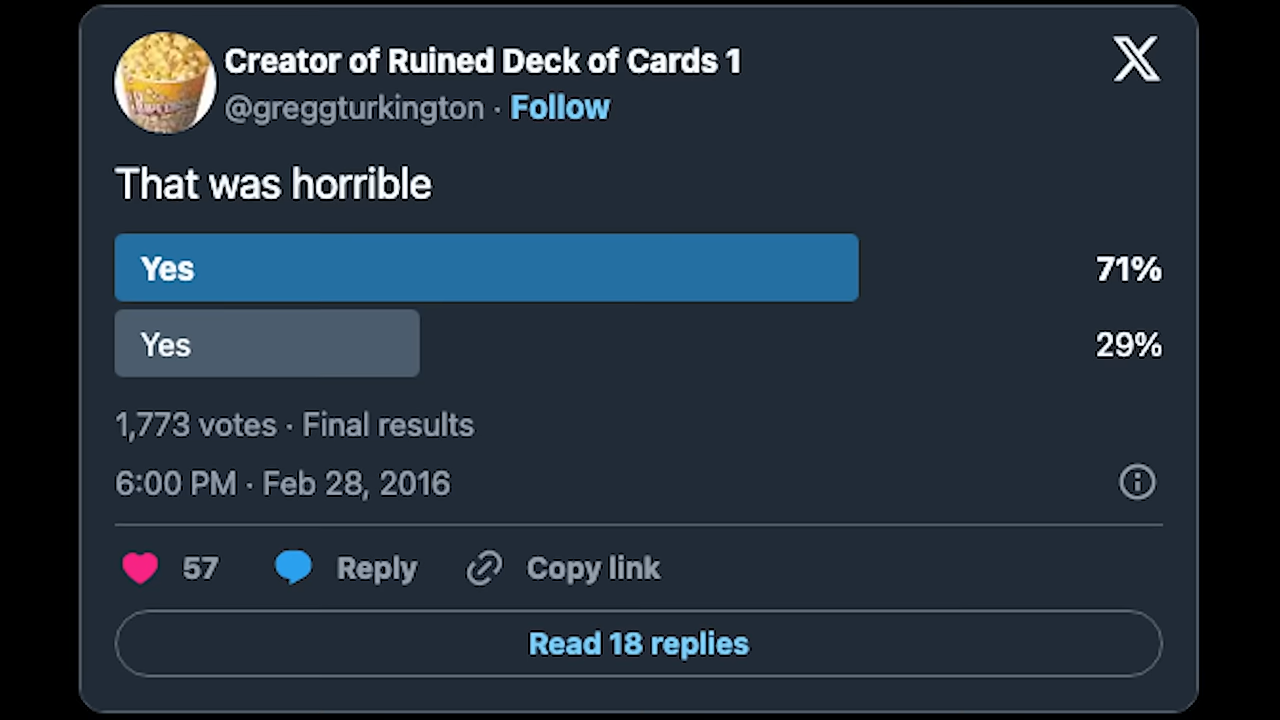 Creator of Ruined Deck of Cards 1
@greggturkington · Follow
That was horrible
Yes 71%
Yes 29%
1,773 votes · Final results
6:00 PM · Feb 28, 2016
57 Reply Copy link
Read 18 replies